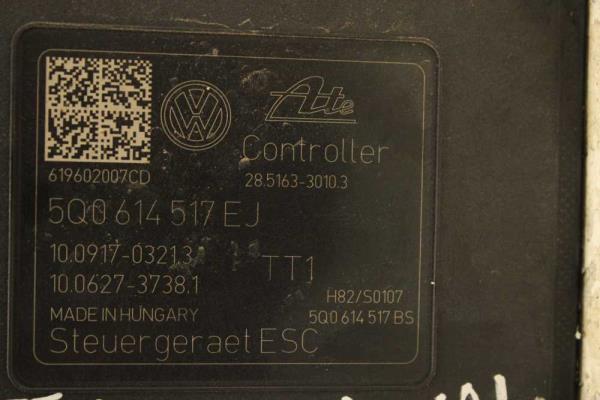 Ate
Controller
619602007CD
28.5163-3010.3
5Q0 614 517 EJ
10.0917-0321.3
TT1
10.0627-3738.1
H82/S0107
MADE IN HUNGARY
5Q0 614 517 BS
Steuergeraet ESC